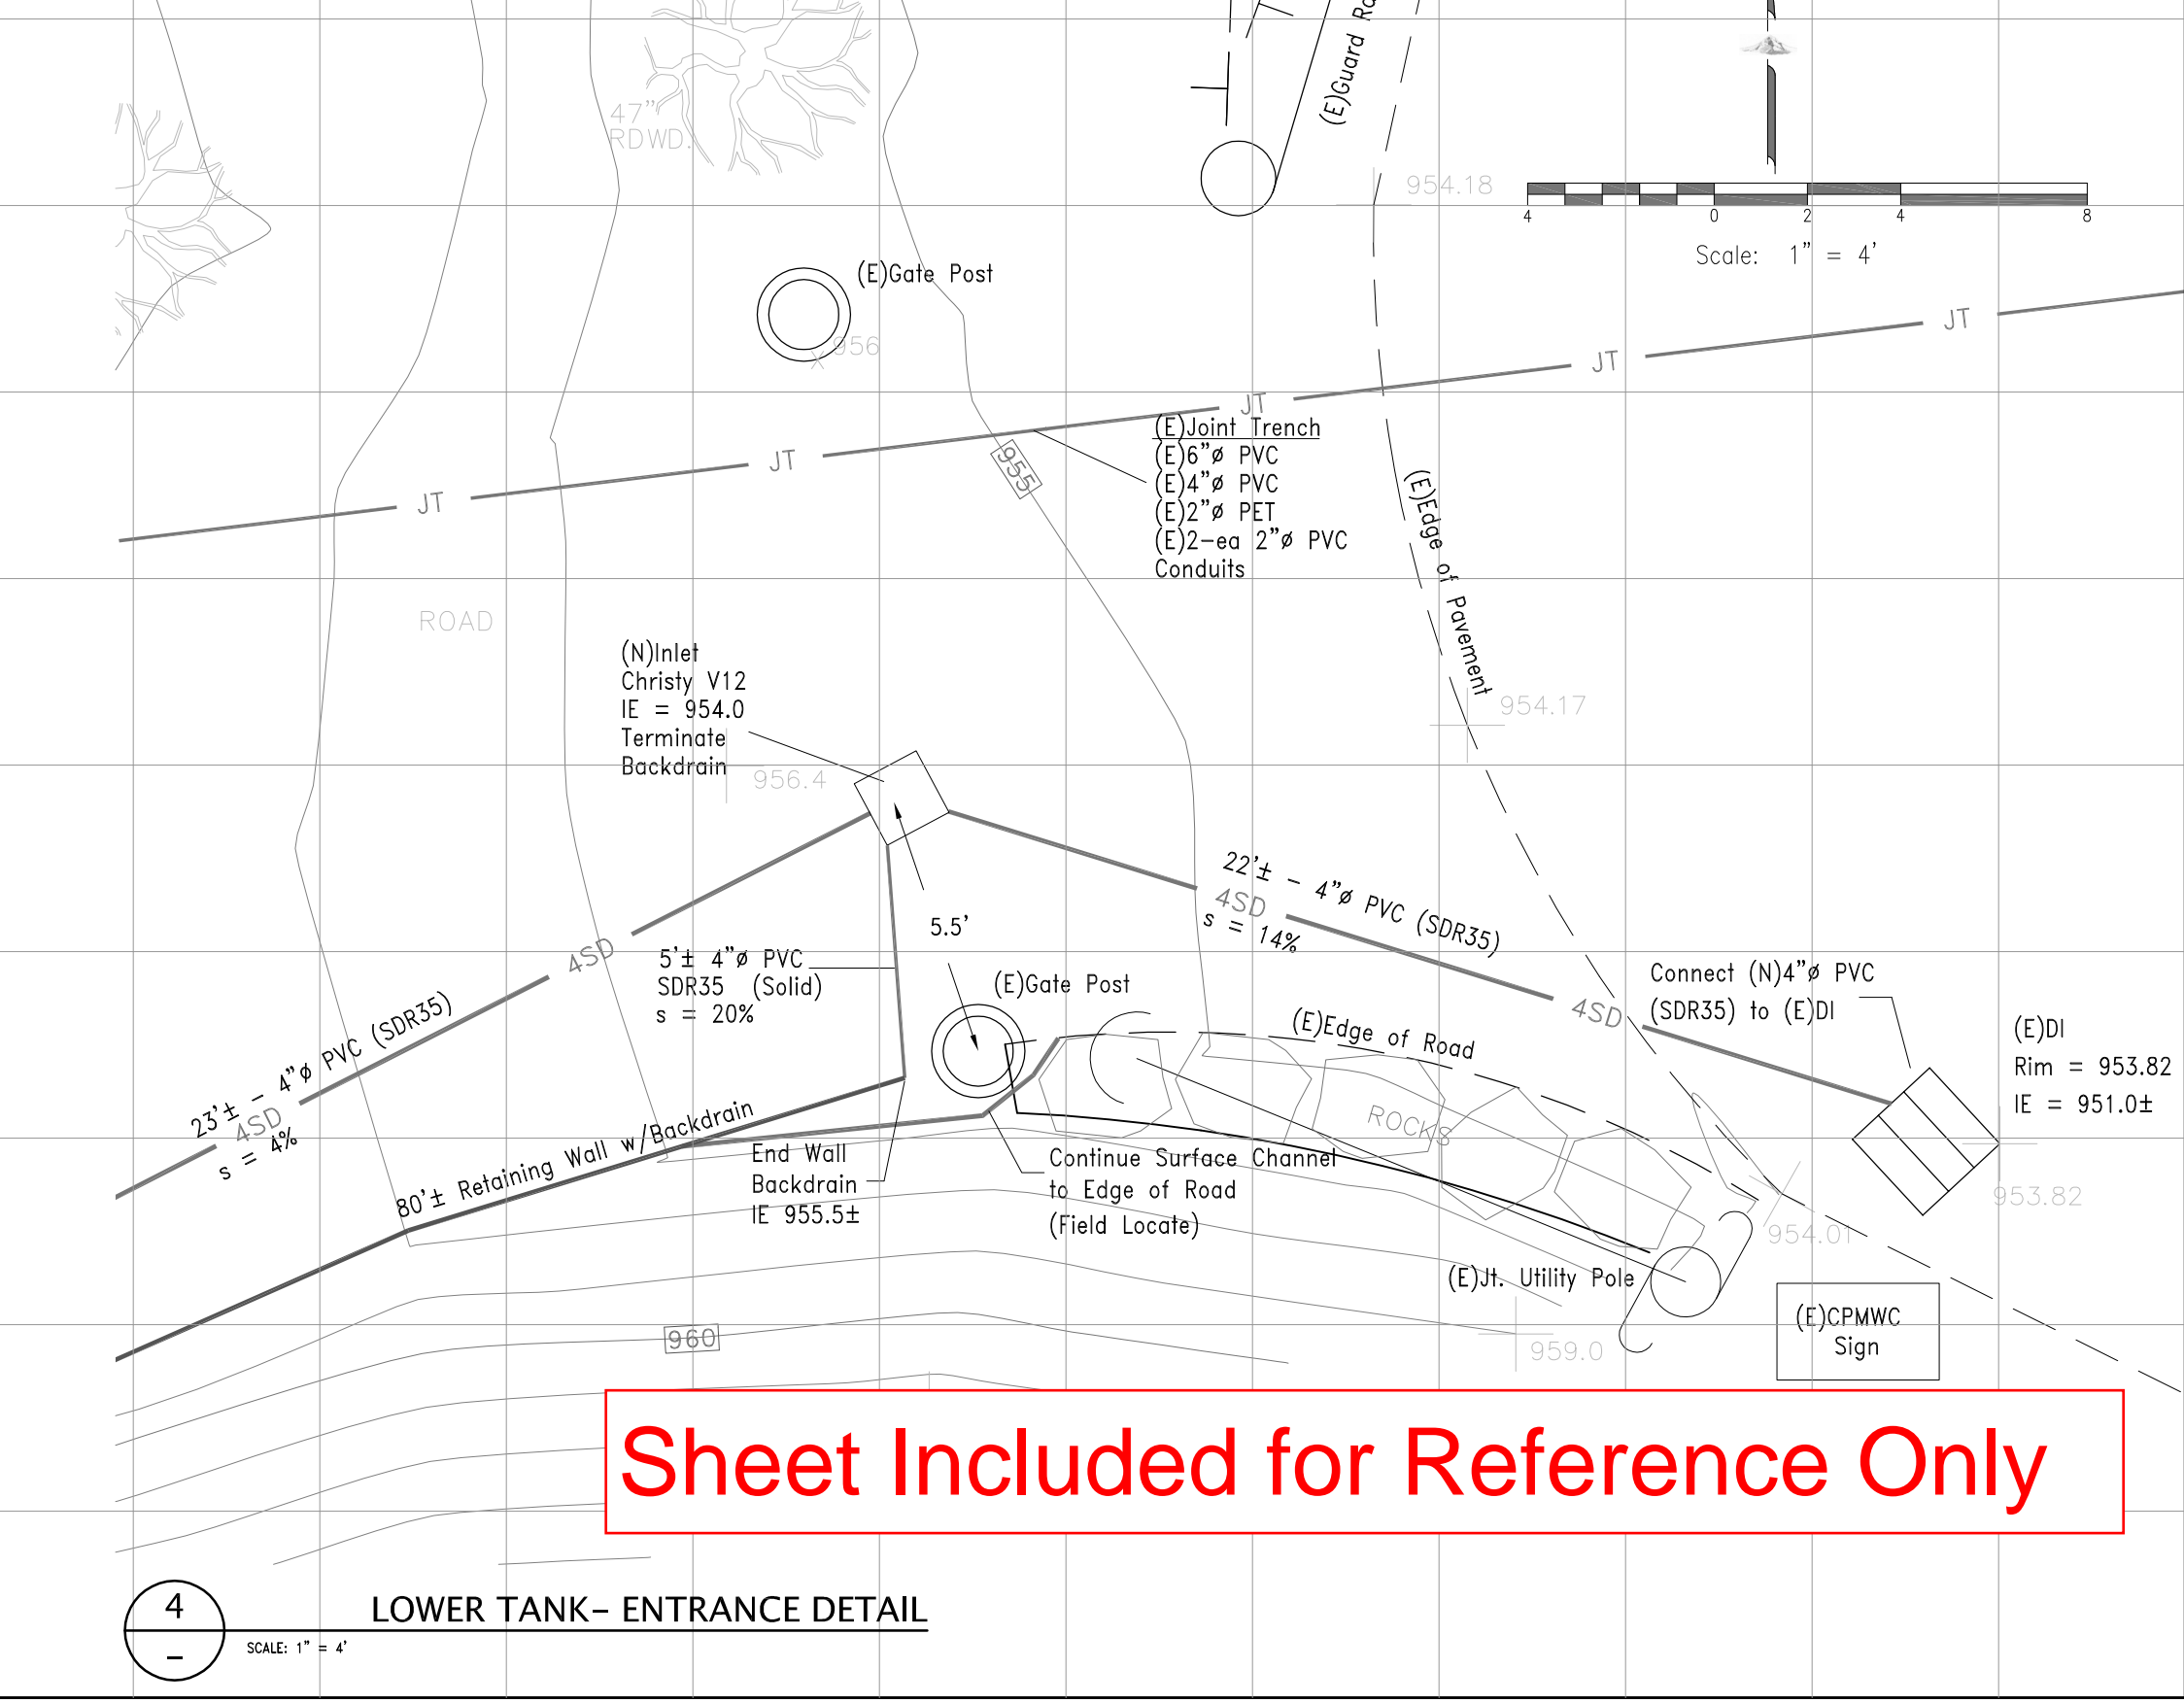 (E)Guard
47"
RDWD.
954.18
4 0 2 4 8
Scale: 1" = 4'
(E)Gate Post
956
JT
JT
JT
JT
JT
(E)Joint Trench
(E)6"ø PVC
(E)4"ø PVC
(E)2"ø PET
(E)2-ea 2"ø PVC
Conduits
955
(E)Edge of Pavement
ROAD
(N)Inlet
Christy V12
IE = 954.0
Terminate
Backdrain
956.4
954.17
22'± - 4"ø PVC (SDR35)
4SD
s = 14%
5.5'
4SD
5'± 4"ø PVC
SDR35 (Solid)
s = 20%
(E)Gate Post
23'± - 4"ø PVC (SDR35)
4SD
s = 4%
(E)Edge of Road
4SD
Connect (N)4"ø PVC
(SDR35) to (E)DI
(E)DI
Rim = 953.82
IE = 951.0±
80'± Retaining Wall w/Backdrain
ROCKS
End Wall
Backdrain
IE 955.5±
Continue Surface Channel
to Edge of Road
(Field Locate)
953.82
954.01
(E)Jt. Utility Pole
(E)CPMWC
Sign
960
959.0
Sheet Included for Reference Only
4
-
LOWER TANK- ENTRANCE DETAIL
SCALE: 1" = 4'